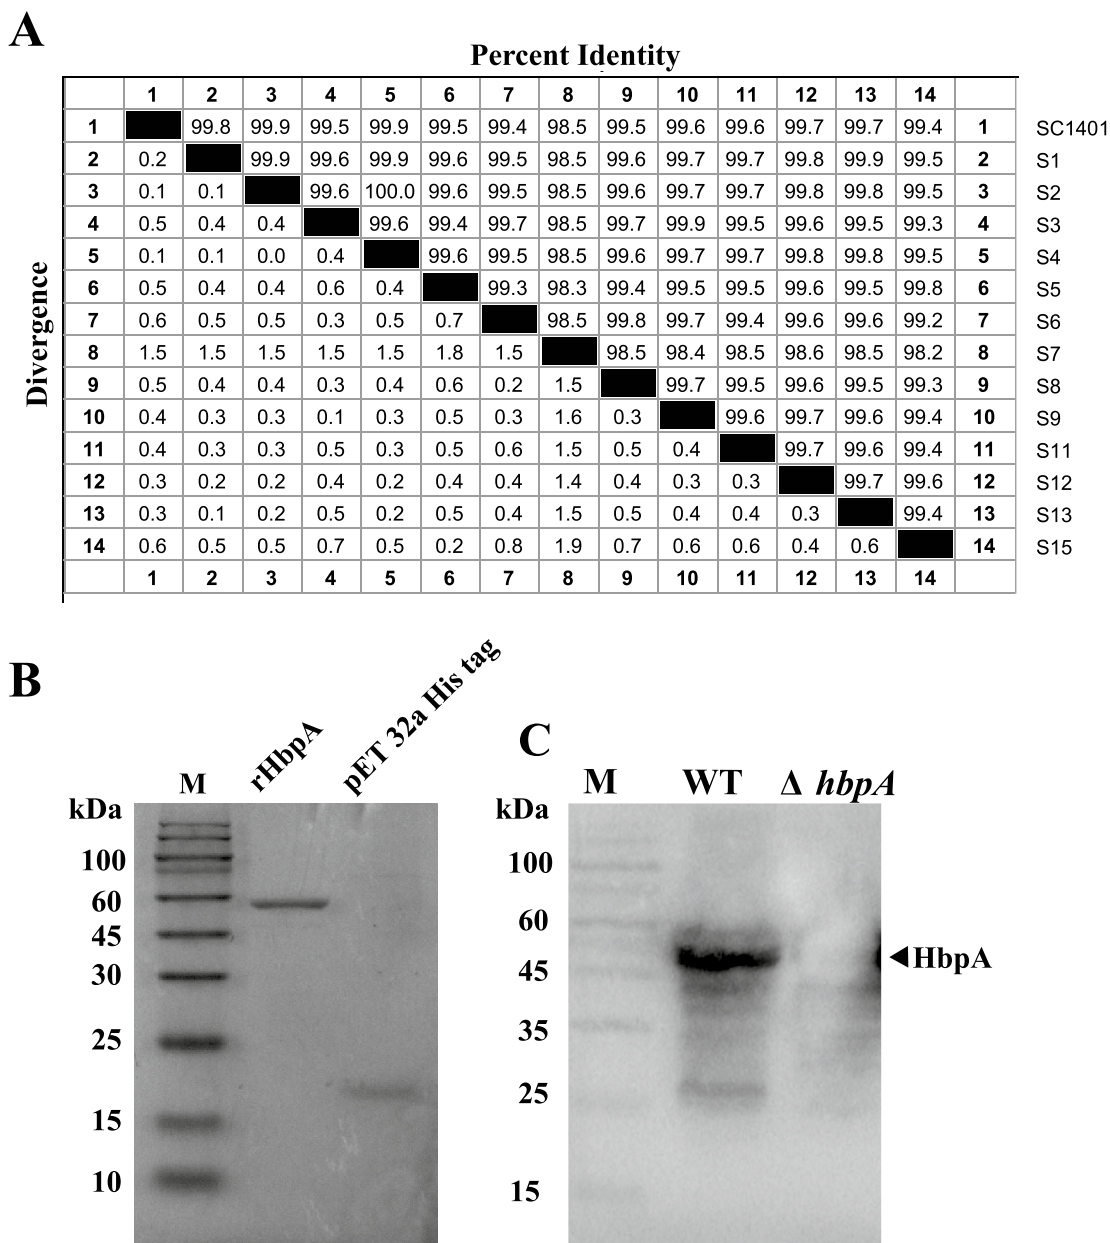 A
Percent Identity
1 2 3 4 5 6 7 8 9 10 11 12 13 14
1 99.8 99.9 99.5 99.9 99.5 99.4 98.5 99.5 99.6 99.6 99.7 99.7 99.4 1 SC1401
2 0.2 99.9 99.6 99.9 99.6 99.5 98.5 99.6 99.7 99.7 99.8 99.9 99.5 2 S1
3 0.1 0.1 99.6 100.0 99.6 99.5 98.5 99.6 99.7 99.7 99.8 99.8 99.5 3 S2
4 0.5 0.4 0.4 99.6 99.4 99.7 98.5 99.7 99.9 99.5 99.6 99.5 99.3 4 S3
5 0.1 0.1 0.0 0.4 99.6 99.5 98.5 99.6 99.7 99.7 99.8 99.8 99.5 5 S4
6 0.5 0.4 0.4 0.6 0.4 99.3 98.3 99.4 99.5 99.5 99.6 99.5 99.8 6 S5
7 0.6 0.5 0.5 0.3 0.5 0.7 98.5 99.8 99.7 99.4 99.6 99.6 99.2 7 S6
8 1.5 1.5 1.5 1.5 1.5 1.8 1.5 98.5 98.4 98.5 98.6 98.5 98.2 8 S7
9 0.5 0.4 0.4 0.3 0.4 0.6 0.2 1.5 99.7 99.5 99.6 99.5 99.3 9 S8
10 0.4 0.3 0.3 0.1 0.3 0.5 0.3 1.6 0.3 99.6 99.7 99.6 99.4 10 S9
11 0.4 0.3 0.3 0.5 0.3 0.5 0.6 1.5 0.5 0.4 99.7 99.6 99.4 11 S11
12 0.3 0.2 0.2 0.4 0.2 0.4 0.4 1.4 0.4 0.3 0.3 99.7 99.6 12 S12
13 0.3 0.1 0.2 0.5 0.2 0.5 0.4 1.5 0.5 0.4 0.4 0.3 99.4 13 S13
14 0.6 0.5 0.5 0.7 0.5 0.2 0.8 1.9 0.7 0.6 0.6 0.4 0.6 14 S15
1 2 3 4 5 6 7 8 9 10 11 12 13 14
Divergence
B
M
rHbpA
pET 32a His tag
kDa
100
60
45
30
25
15
10
C
M WT Δ hbpA
kDa
100
60
45
35
25
15
HbpA